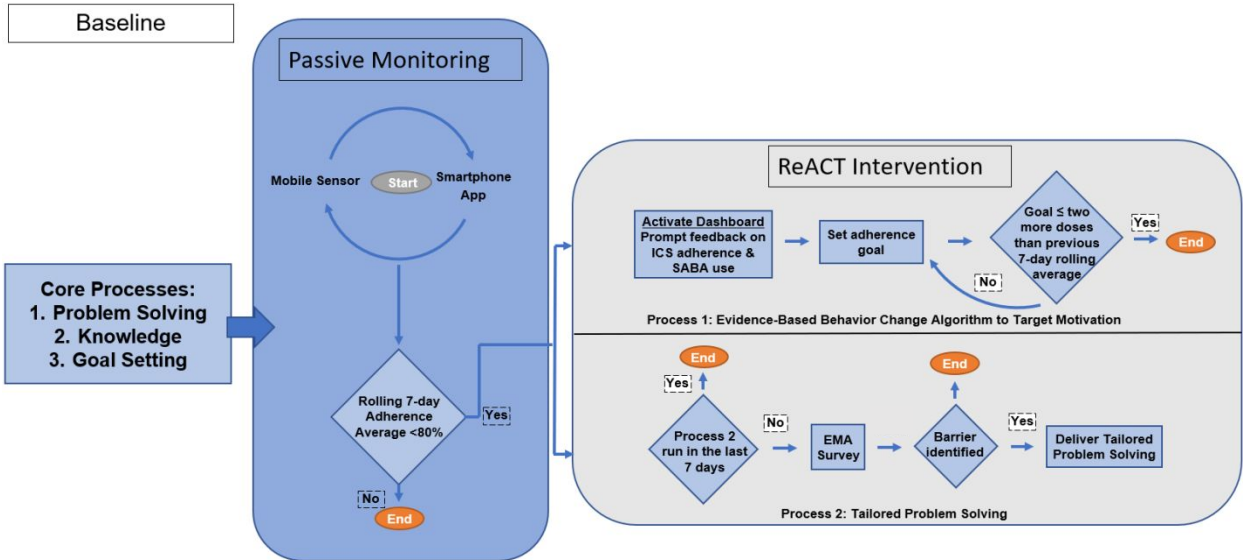 Baseline
Core Processes:
1. Problem Solving
2. Knowledge
3. Goal Setting
Passive Monitoring
Mobile Sensor
Start
Smartphone
App
Rolling 7-day
Adherence
Average <80%
Yes
No
End
ReACT Intervention
Activate Dashboard
Prompt feedback on
ICS adherence &
SABA use
Set adherence
goal
Goal ≤ two
more doses
than previous
7-day rolling
average
Yes
End
No
Process 1: Evidence-Based Behavior Change Algorithm to Target Motivation
End
Yes
Process 2
run in the last
7 days
No
EMA
Survey
End
Barrier
identified
Yes
Deliver Tailored
Problem Solving
Process 2: Tailored Problem Solving